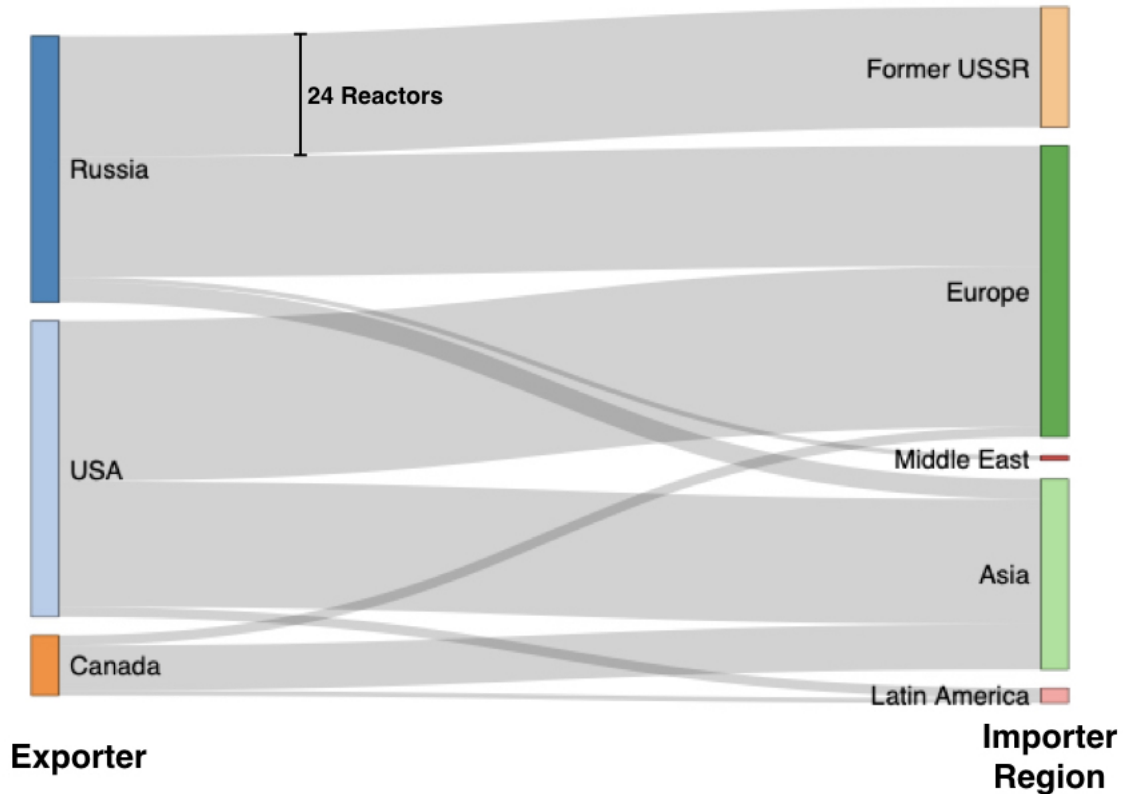 Former USSR
24 Reactors
Russia
Europe
Middle East
USA
Asia
Canada
Latin America
Exporter
Importer
Region